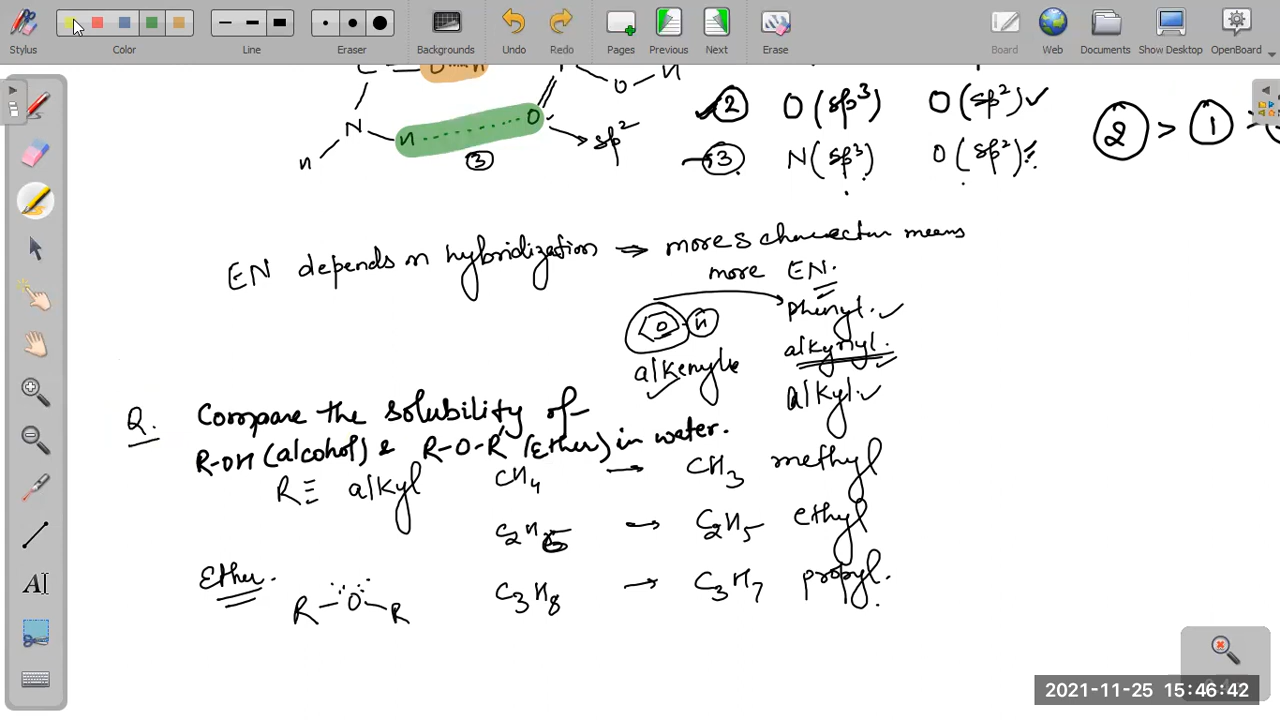 Stylus Color Line Eraser Backgrounds Undo Redo Pages Previous Next Erase Board Web Documents Show Desktop OpenBoard
O H
2 O(sp³) O(sp²)
2 > 1
N n O sp²
n 3
3 N(sp³) O(sp²)
EN depends on hybridization → more s character means
more EN.
phenyl.
O n
alkynyl.
alkenyl
alkyl
Q. Compare the solubility of
R-OH (alcohol) & R-O-R' (Ether) in water.
R ≡ alkyl CH₄ → CH₃ methyl
C₂H₆ → C₂H₅ ethyl
Ether.
R-O-R C₃H₈ → C₃H₇ propyl.
2021-11-25 15:46:42